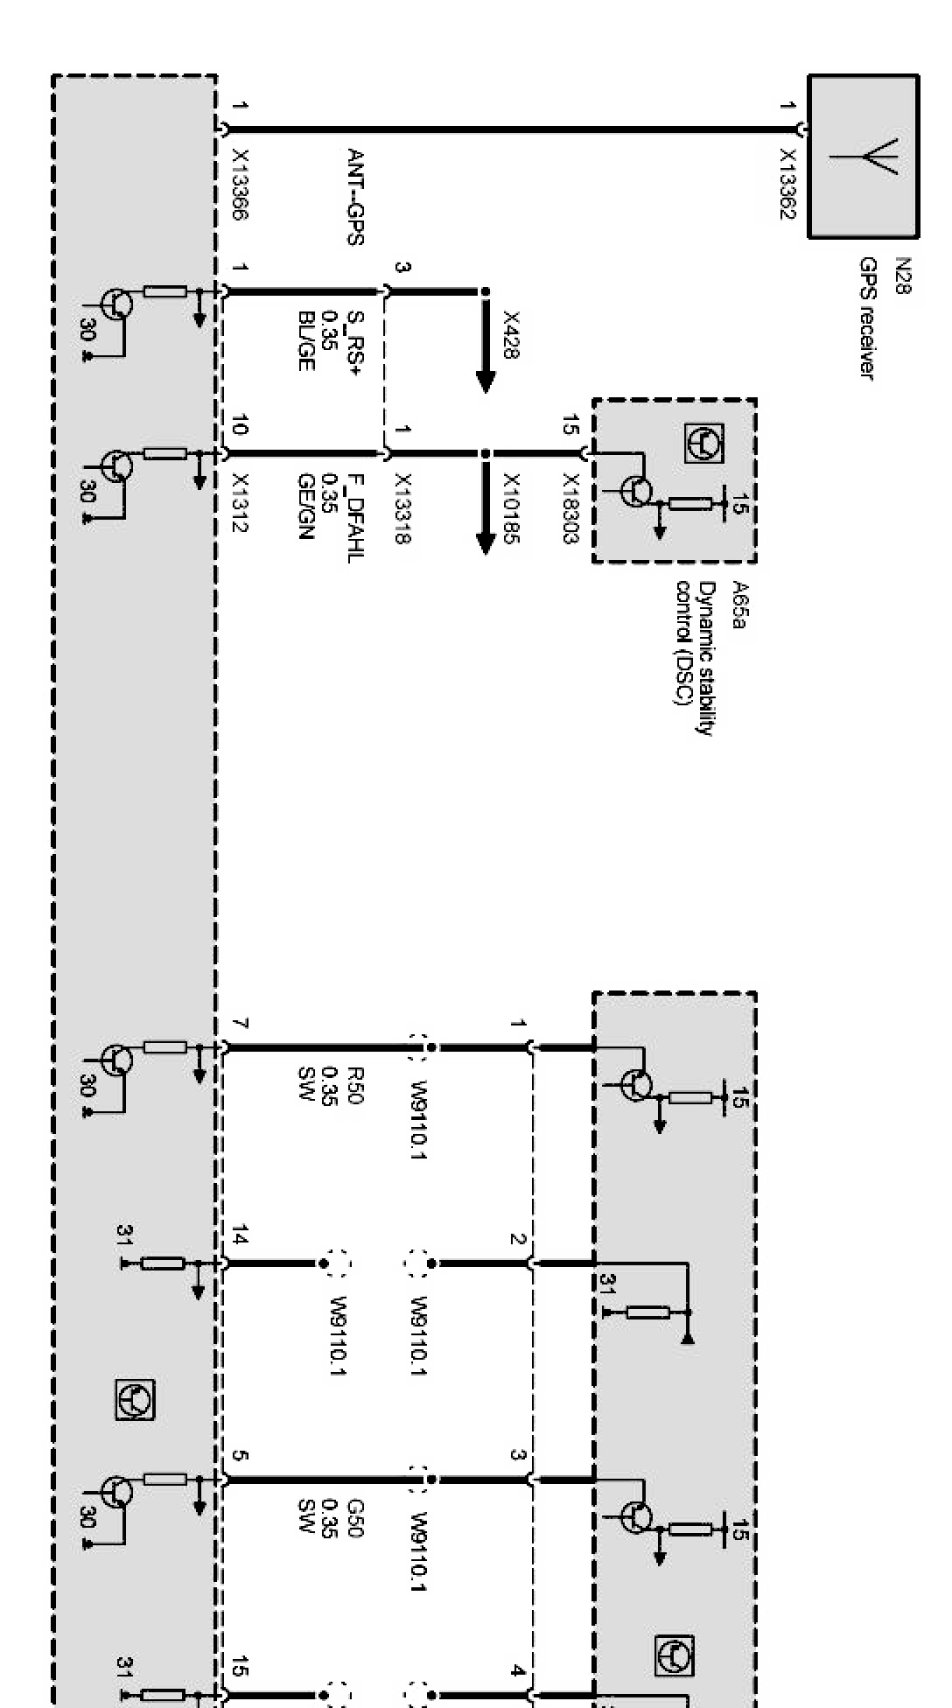 N28
GPS receiver
1
X13362
1
X13366
ANT--GPS
1
3
X428
S_RS+
0.35
BL/GE
30
10
X1312
1
X13318
F_DFAHL
0.35
GE/GN
X10185
15
X18303
15
30
A65a
Dynamic stability
control (DSC)
7
1
R50
0.35
SW
W9110.1
15
30
14
2
31
W9110.1
W9110.1
31
5
3
G50
0.35
SW
W9110.1
15
30
15
4
31